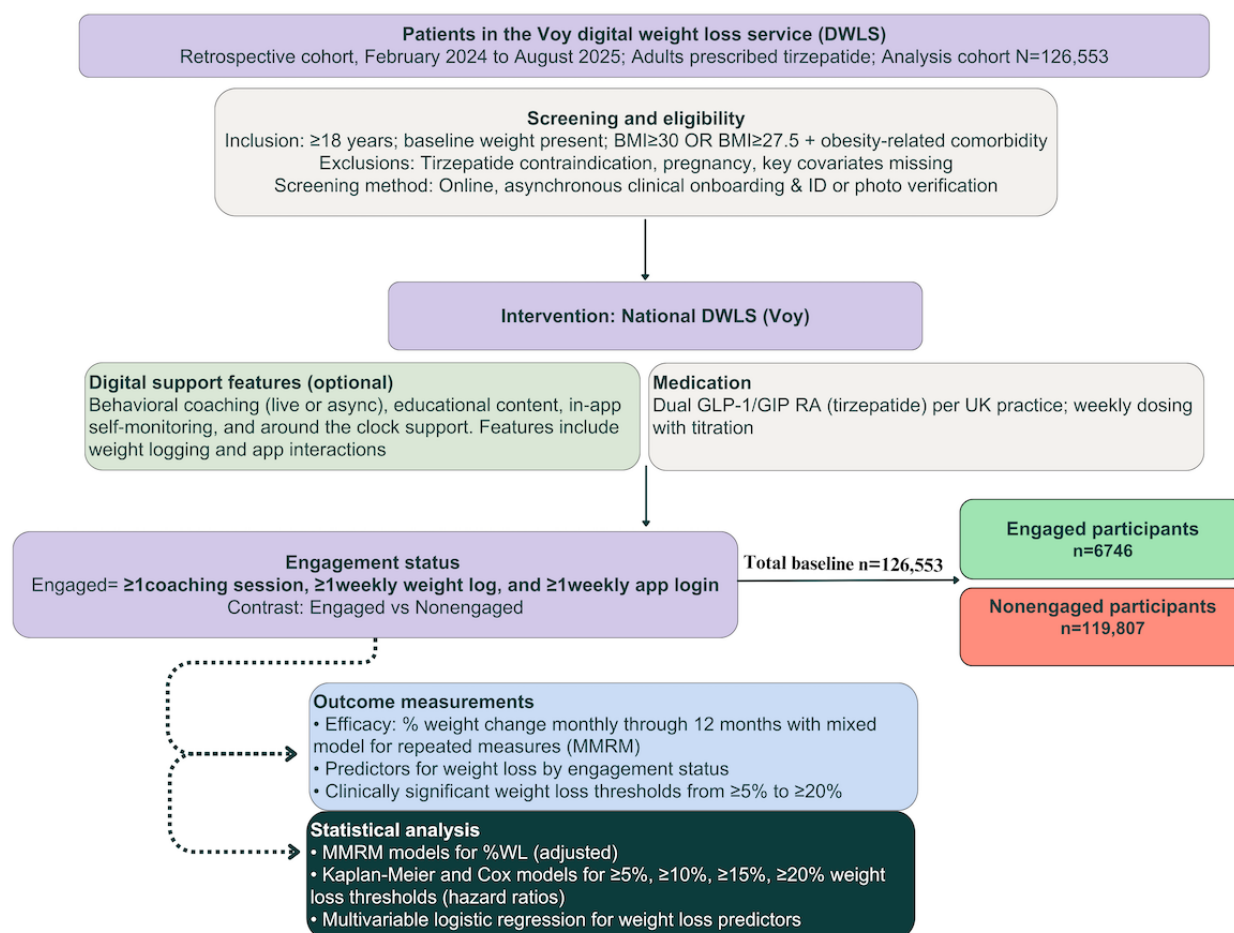 Patients in the Voy digital weight loss service (DWLS)
Retrospective cohort, February 2024 to August 2025; Adults prescribed tirzepatide; Analysis cohort N=126,553
Screening and eligibility
Inclusion: ≥18 years; baseline weight present; BMI≥30 OR BMI≥27.5 + obesity-related comorbidity
Exclusions: Tirzepatide contraindication, pregnancy, key covariates missing
Screening method: Online, asynchronous clinical onboarding & ID or photo verification
Intervention: National DWLS (Voy)
Digital support features (optional)
Behavioral coaching (live or async), educational content, in-app
self-monitoring, and around the clock support. Features include
weight logging and app interactions
Medication
Dual GLP-1/GIP RA (tirzepatide) per UK practice; weekly dosing
with titration
Engagement status
Engaged= ≥1coaching session, ≥1weekly weight log, and ≥1weekly app login
Contrast: Engaged vs Nonengaged
Total baseline n=126,553
Engaged participants
n=6746
Nonengaged participants
n=119,807
Outcome measurements
• Efficacy: % weight change monthly through 12 months with mixed
model for repeated measures (MMRM)
• Predictors for weight loss by engagement status
• Clinically significant weight loss thresholds from ≥5% to ≥20%
Statistical analysis
• MMRM models for %WL (adjusted)
• Kaplan-Meier and Cox models for ≥5%, ≥10%, ≥15%, ≥20% weight
loss thresholds (hazard ratios)
• Multivariable logistic regression for weight loss predictors